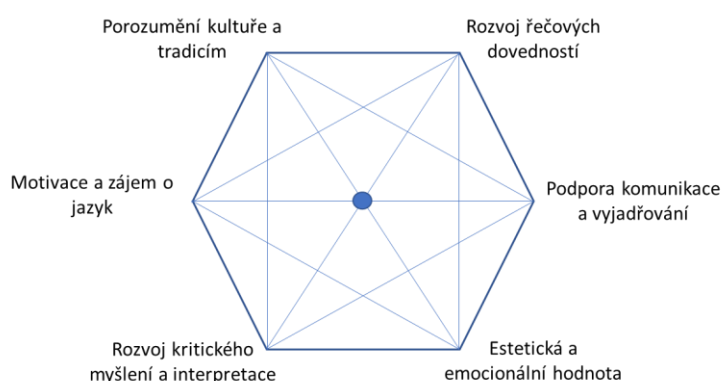 Porozumění kultuře a
tradicím
Rozvoj řečových
dovedností
Motivace a zájem o
jazyk
Podpora komunikace
a vyjadřování
Rozvoj kritického
myšlení a interpretace
Estetická a
emocionální hodnota